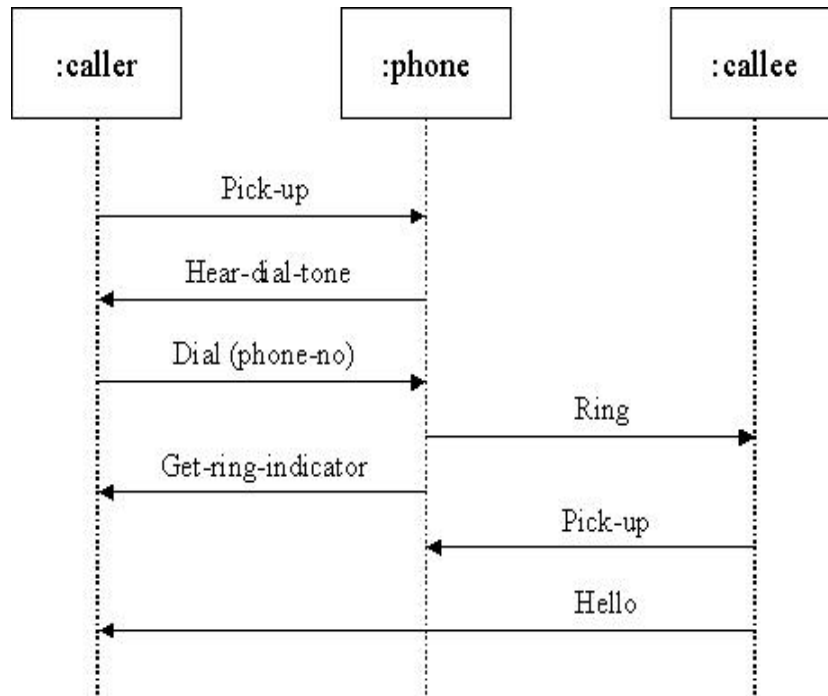 :caller
:phone
:callee
Pick-up
Hear-dial-tone
Dial (phone-no)
Ring
Get-ring-indicator
Pick-up
Hello